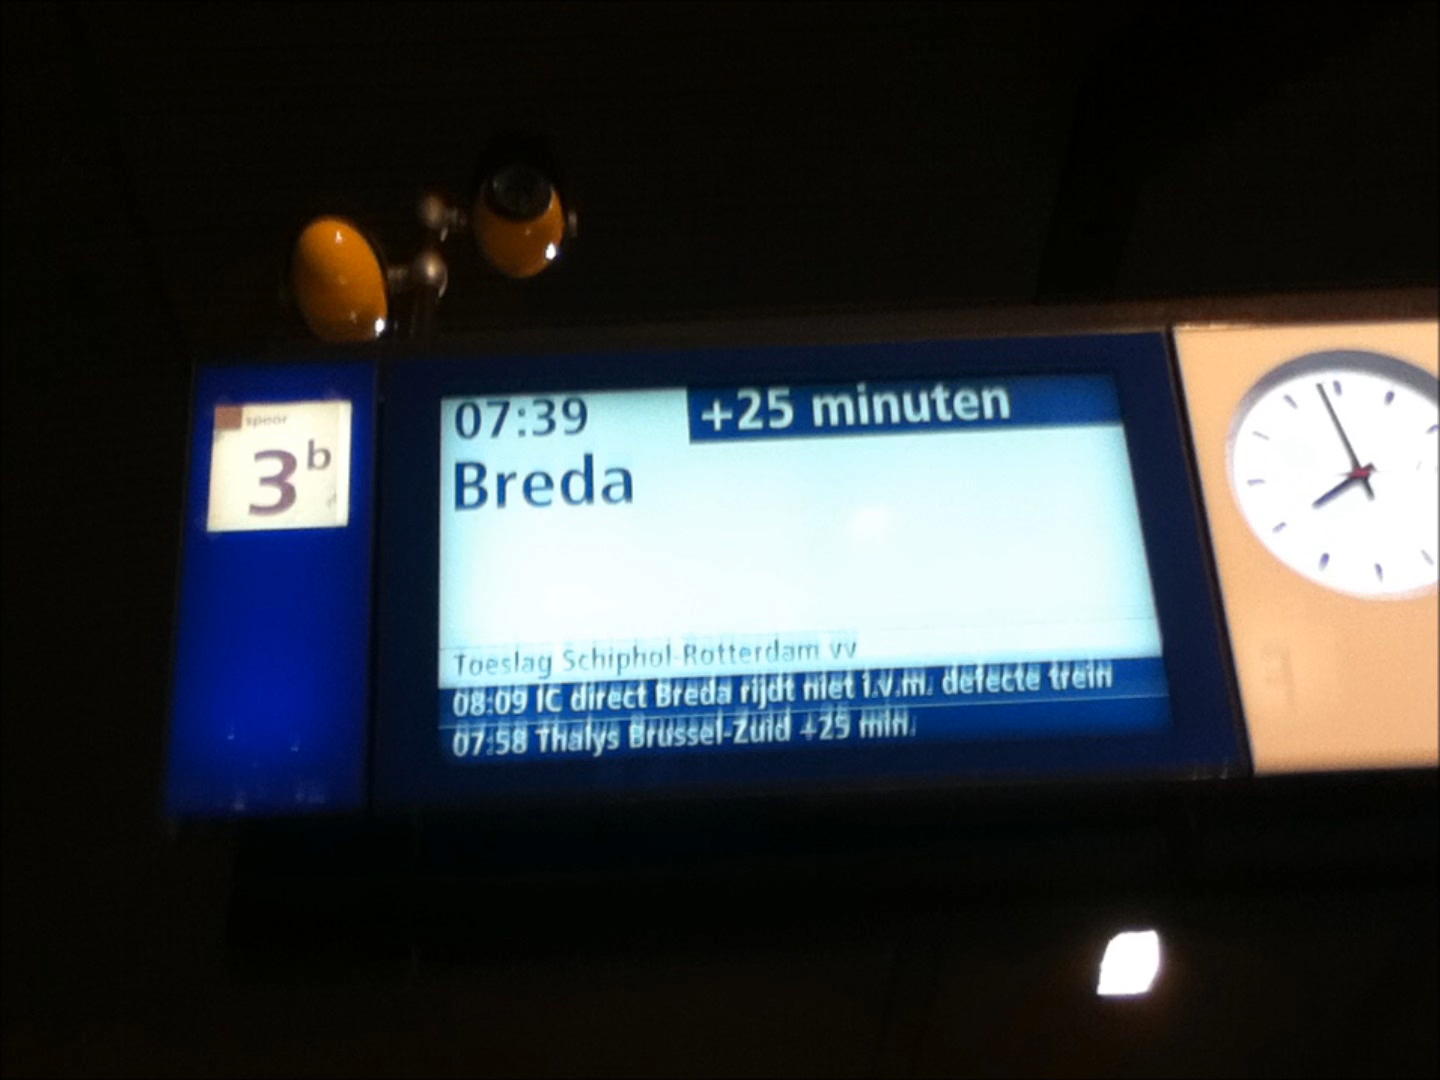 spoor
3b
07:39
+25 minuten
Breda
Toeslag Schiphol-Rotterdam vv
08:09 IC direct Breda rijdt niet i.v.m. defecte trein
07:58 Thalys Brussel-Zuid +25 min.